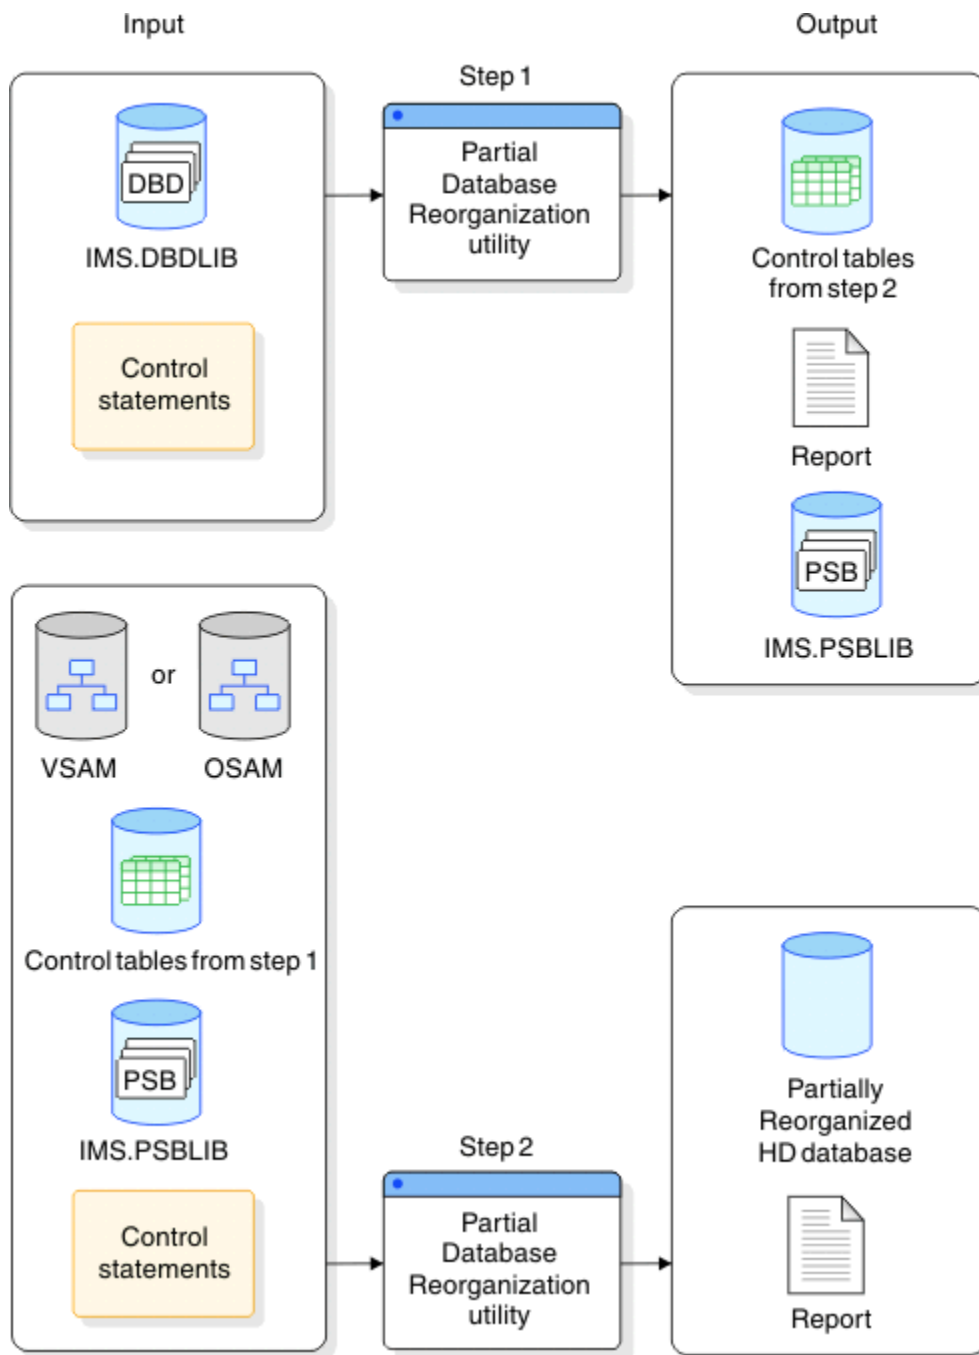 Input
Output
Step 1
DBD
IMS.DBDLIB
Control
statements
Partial
Database
Reorganization
utility
Control tables
from step 2
Report
PSB
IMS.PSBLIB
or
VSAM
OSAM
Control tables from step 1
PSB
IMS.PSBLIB
Control
statements
Step 2
Partial
Database
Reorganization
utility
Partially
Reorganized
HD database
Report